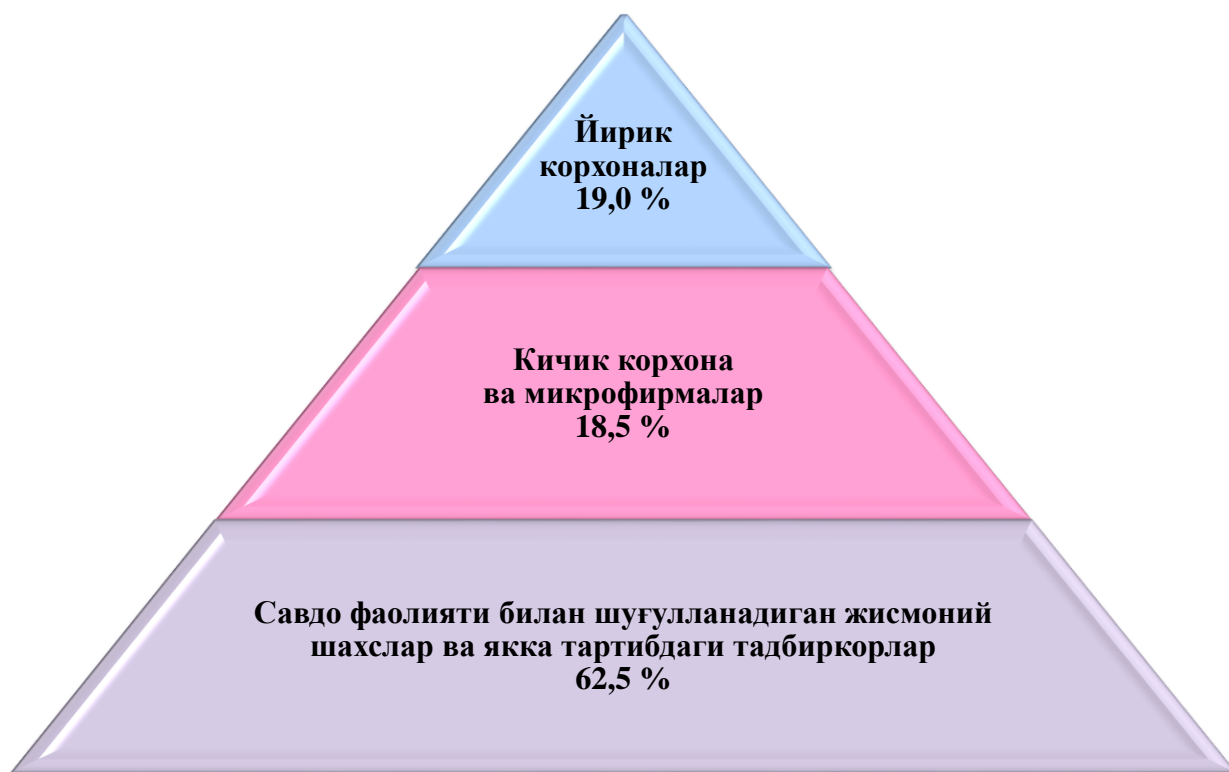 Йирик
корхоналар
19,0 %
Кичик корхона
ва микрофирмалар
18,5 %
Савдо фаолияти билан шуғулланадиган жисмоний
шахслар ва якка тартибдаги тадбиркорлар
62,5 %